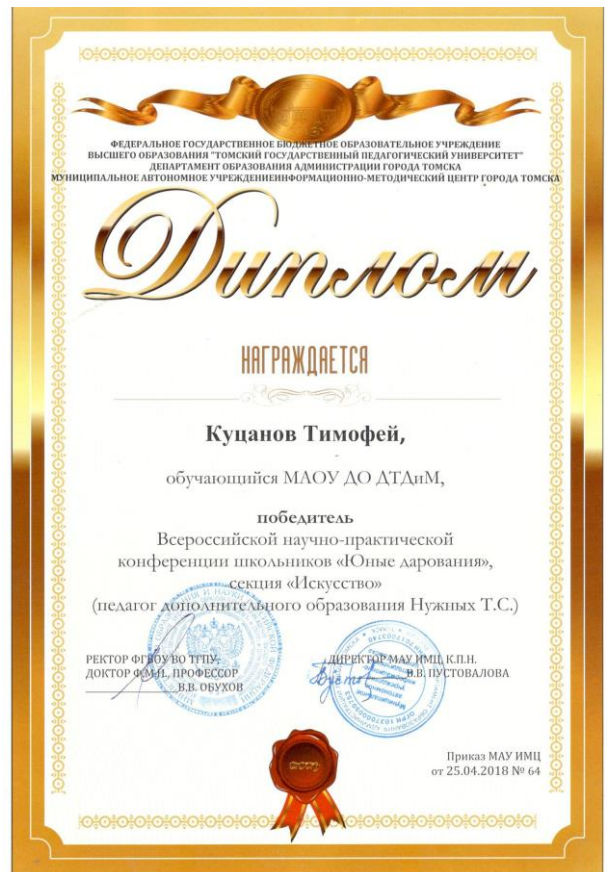 ФЕДЕРАЛЬНОЕ ГОСУДАРСТВЕННОЕ БЮДЖЕТНОЕ ОБРАЗОВАТЕЛЬНОЕ УЧРЕЖДЕНИЕ
ВЫСШЕГО ОБРАЗОВАНИЯ "ТОМСКИЙ ГОСУДАРСТВЕННЫЙ ПЕДАГОГИЧЕСКИЙ УНИВЕРСИТЕТ"
ДЕПАРТАМЕНТ ОБРАЗОВАНИЯ АДМИНИСТРАЦИИ ГОРОДА ТОМСКА
МУНИЦИПАЛЬНОЕ АВТОНОМНОЕ УЧРЕЖДЕНИЕИНФОРМАЦИОННО-МЕТОДИЧЕСКИЙ ЦЕНТР ГОРОДА ТОМСКА
Диплом
НАГРАЖДАЕТСЯ
Куцанов Тимофей,
обучающийся МАОУ ДО ДТДиМ,
победитель
Всероссийской научно-практической
конференции школьников «Юные дарования»,
секция «Искусство»
(педагог дополнительного образования Нужных Т.С.)
РЕКТОР ФГБОУ ВО ТГПУ,
ДОКТОР Ф.М.Н., ПРОФЕССОР
В.В. ОБУХОВ
ДИРЕКТОР МАУ ИМЦ, К.П.Н.
В.В. ПУСТОВАЛОВА
Приказ МАУ ИМЦ
от 25.04.2018 № 64